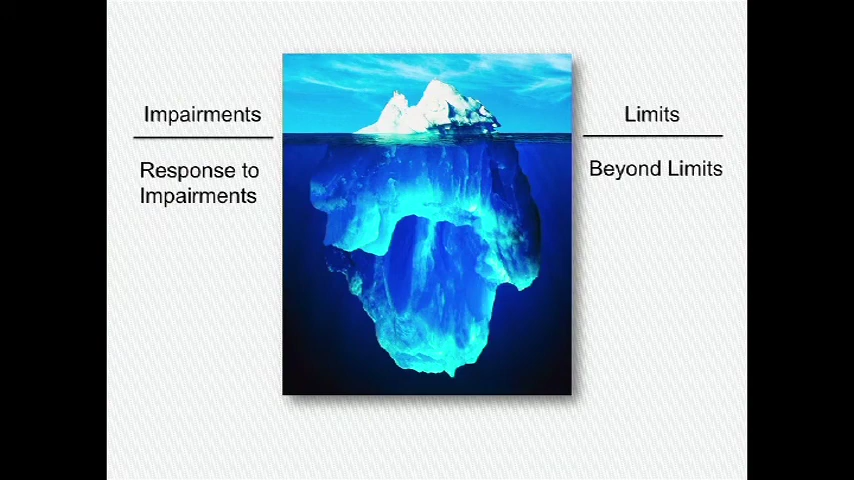 Impairments
Response to
Impairments
Limits
Beyond Limits